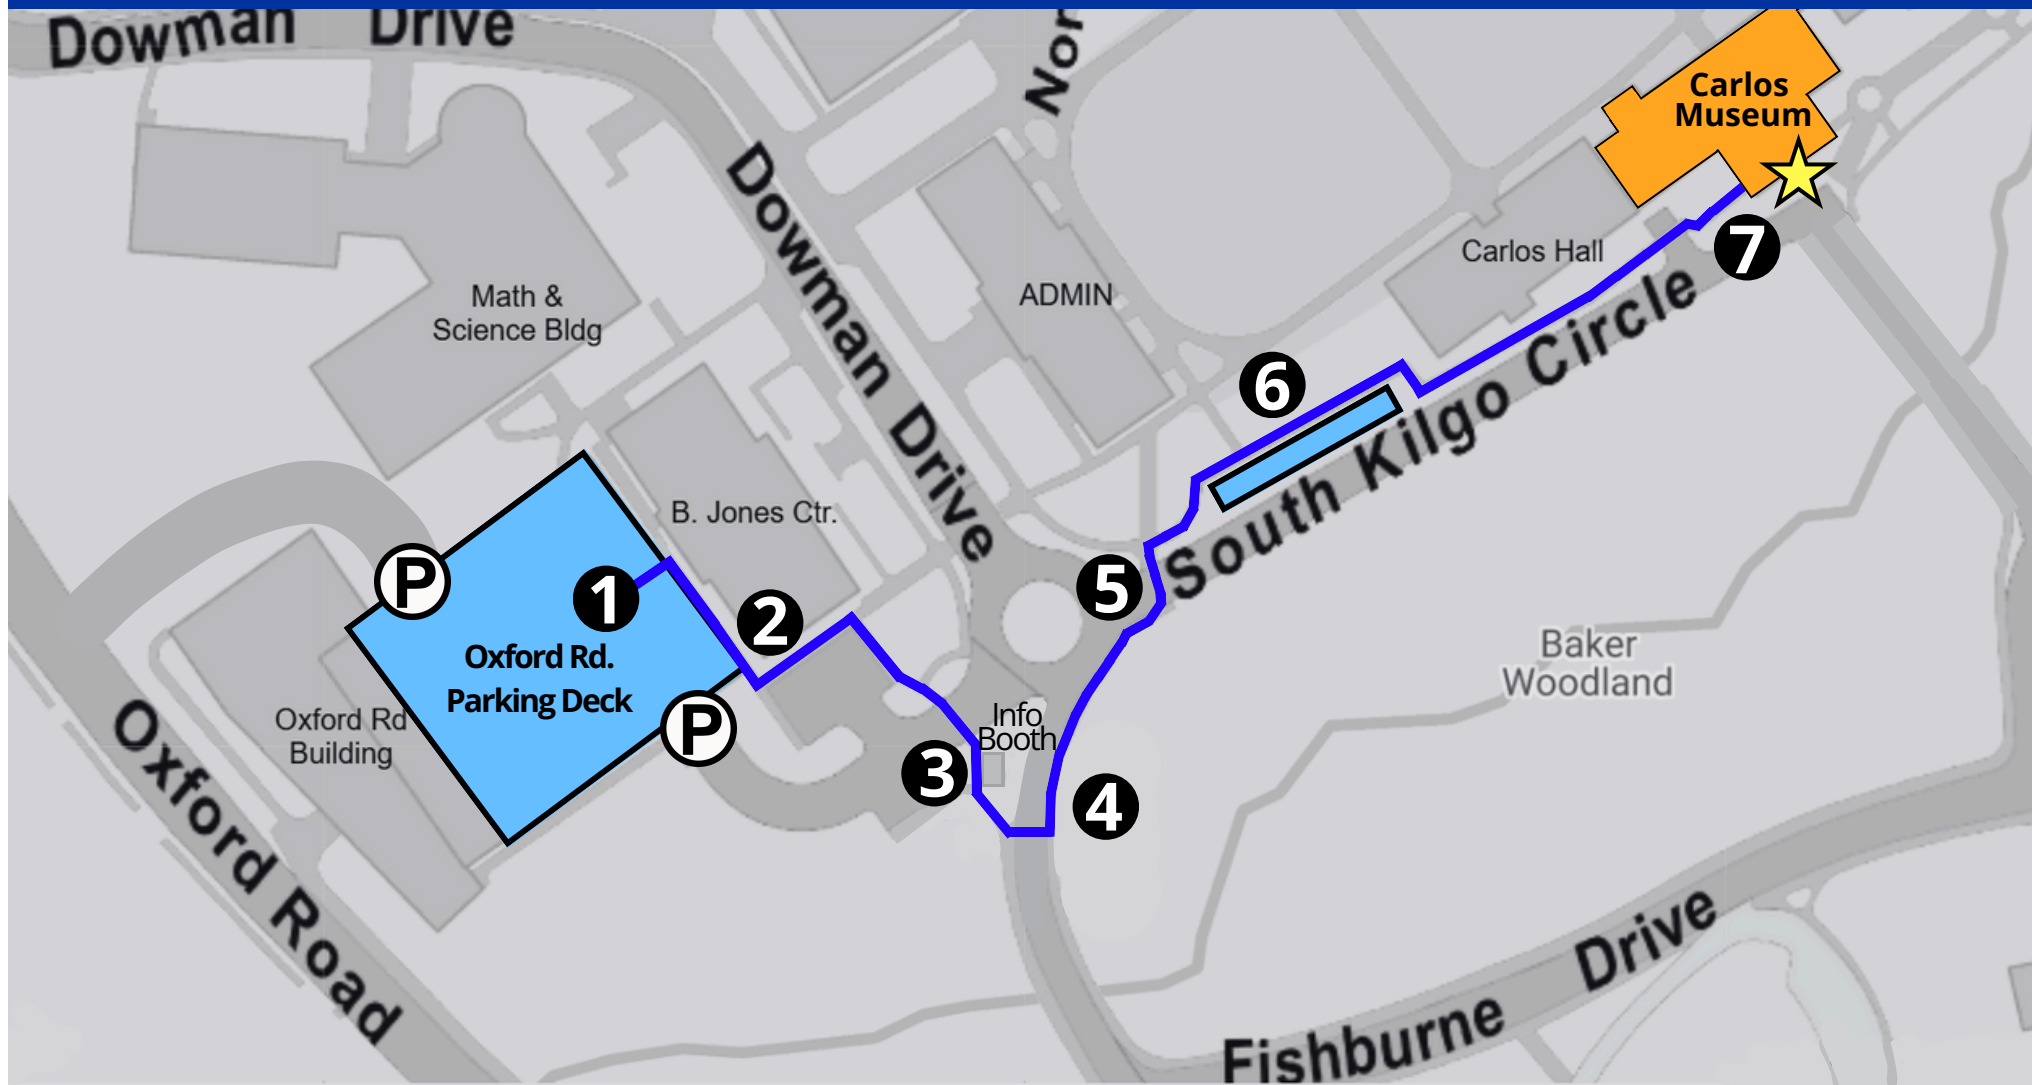 Dowman Drive
Nor
Carlos
Museum
Dowman Drive
Math &
Science Bldg
ADMIN
Carlos Hall
7
6
South Kilgo Circle
B. Jones Ctr.
P
1
2
5
Oxford Rd.
Parking Deck
Oxford Rd
Building
P
Info
Booth
3
4
Baker
Woodland
Oxford Road
Fishburne Drive